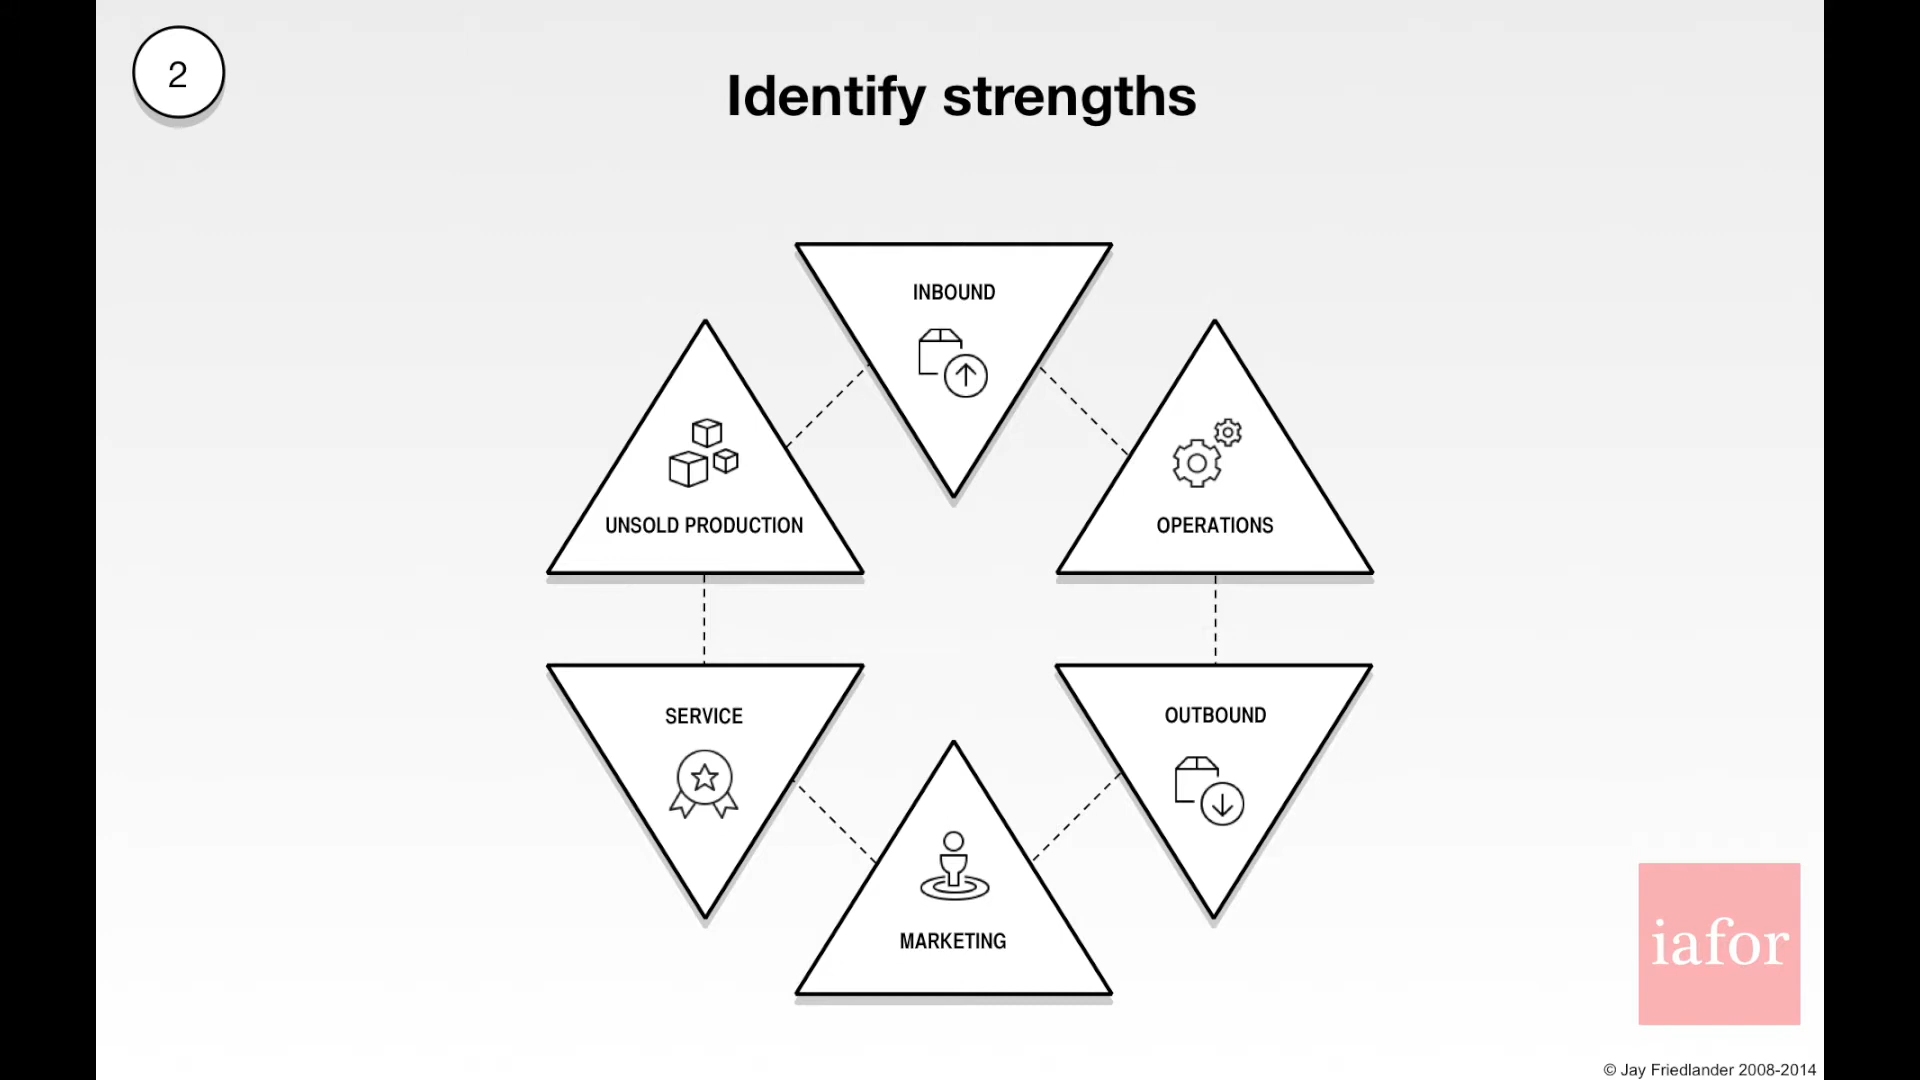 2
Identify strengths
INBOUND
UNSOLD PRODUCTION
OPERATIONS
SERVICE
OUTBOUND
MARKETING
iafor
© Jay Friedlander 2008-2014